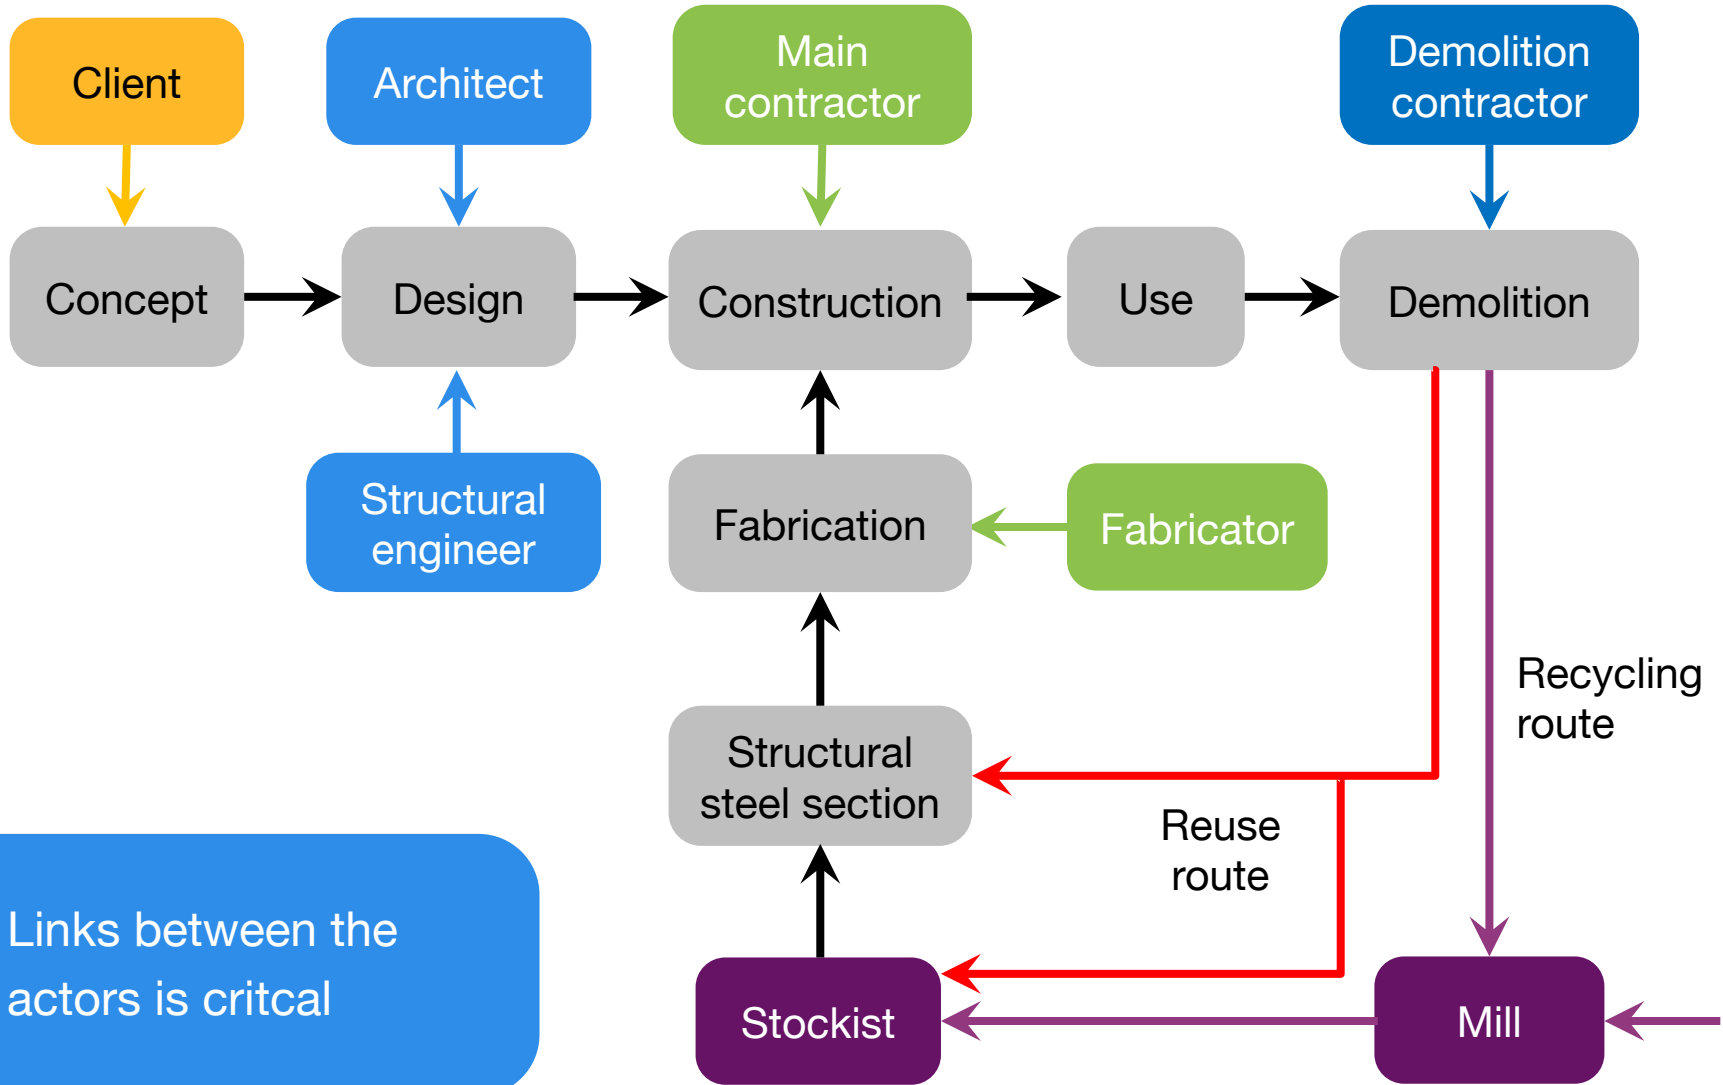 Client
Architect
Main
contractor
Demolition
contractor
Concept
Design
Construction
Use
Demolition
Structural
engineer
Fabrication
Fabricator
Recycling
route
Structural
steel section
Reuse
route
Links between the
actors is critcal
Stockist
Mill